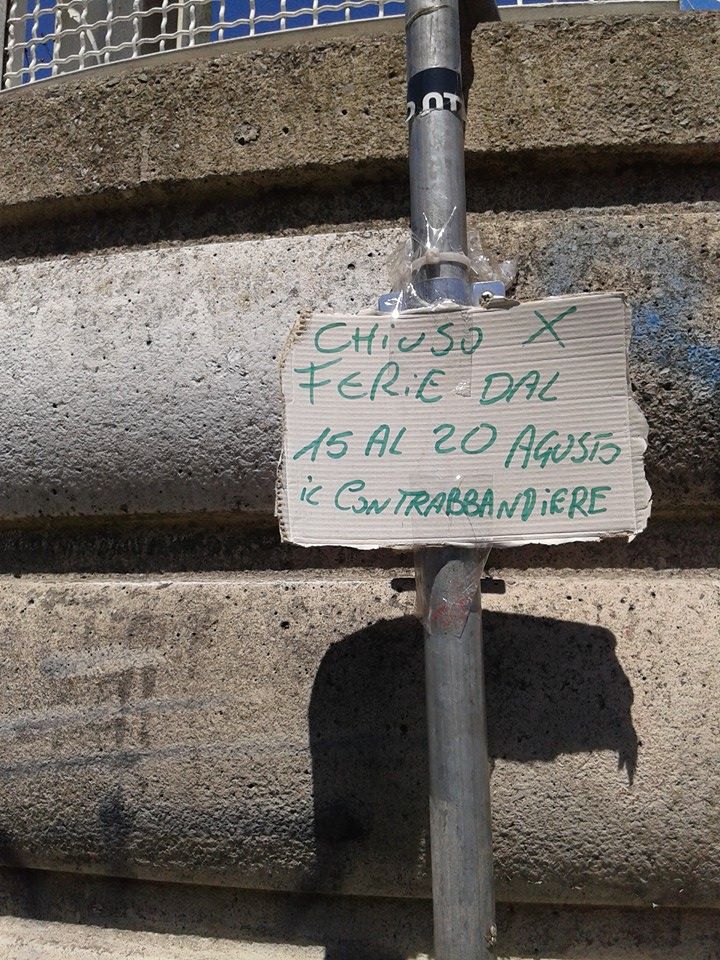 CHiUSO X
FERiE DAL
15 AL 20 AGOSTO
iL CONTRABBANDiERE